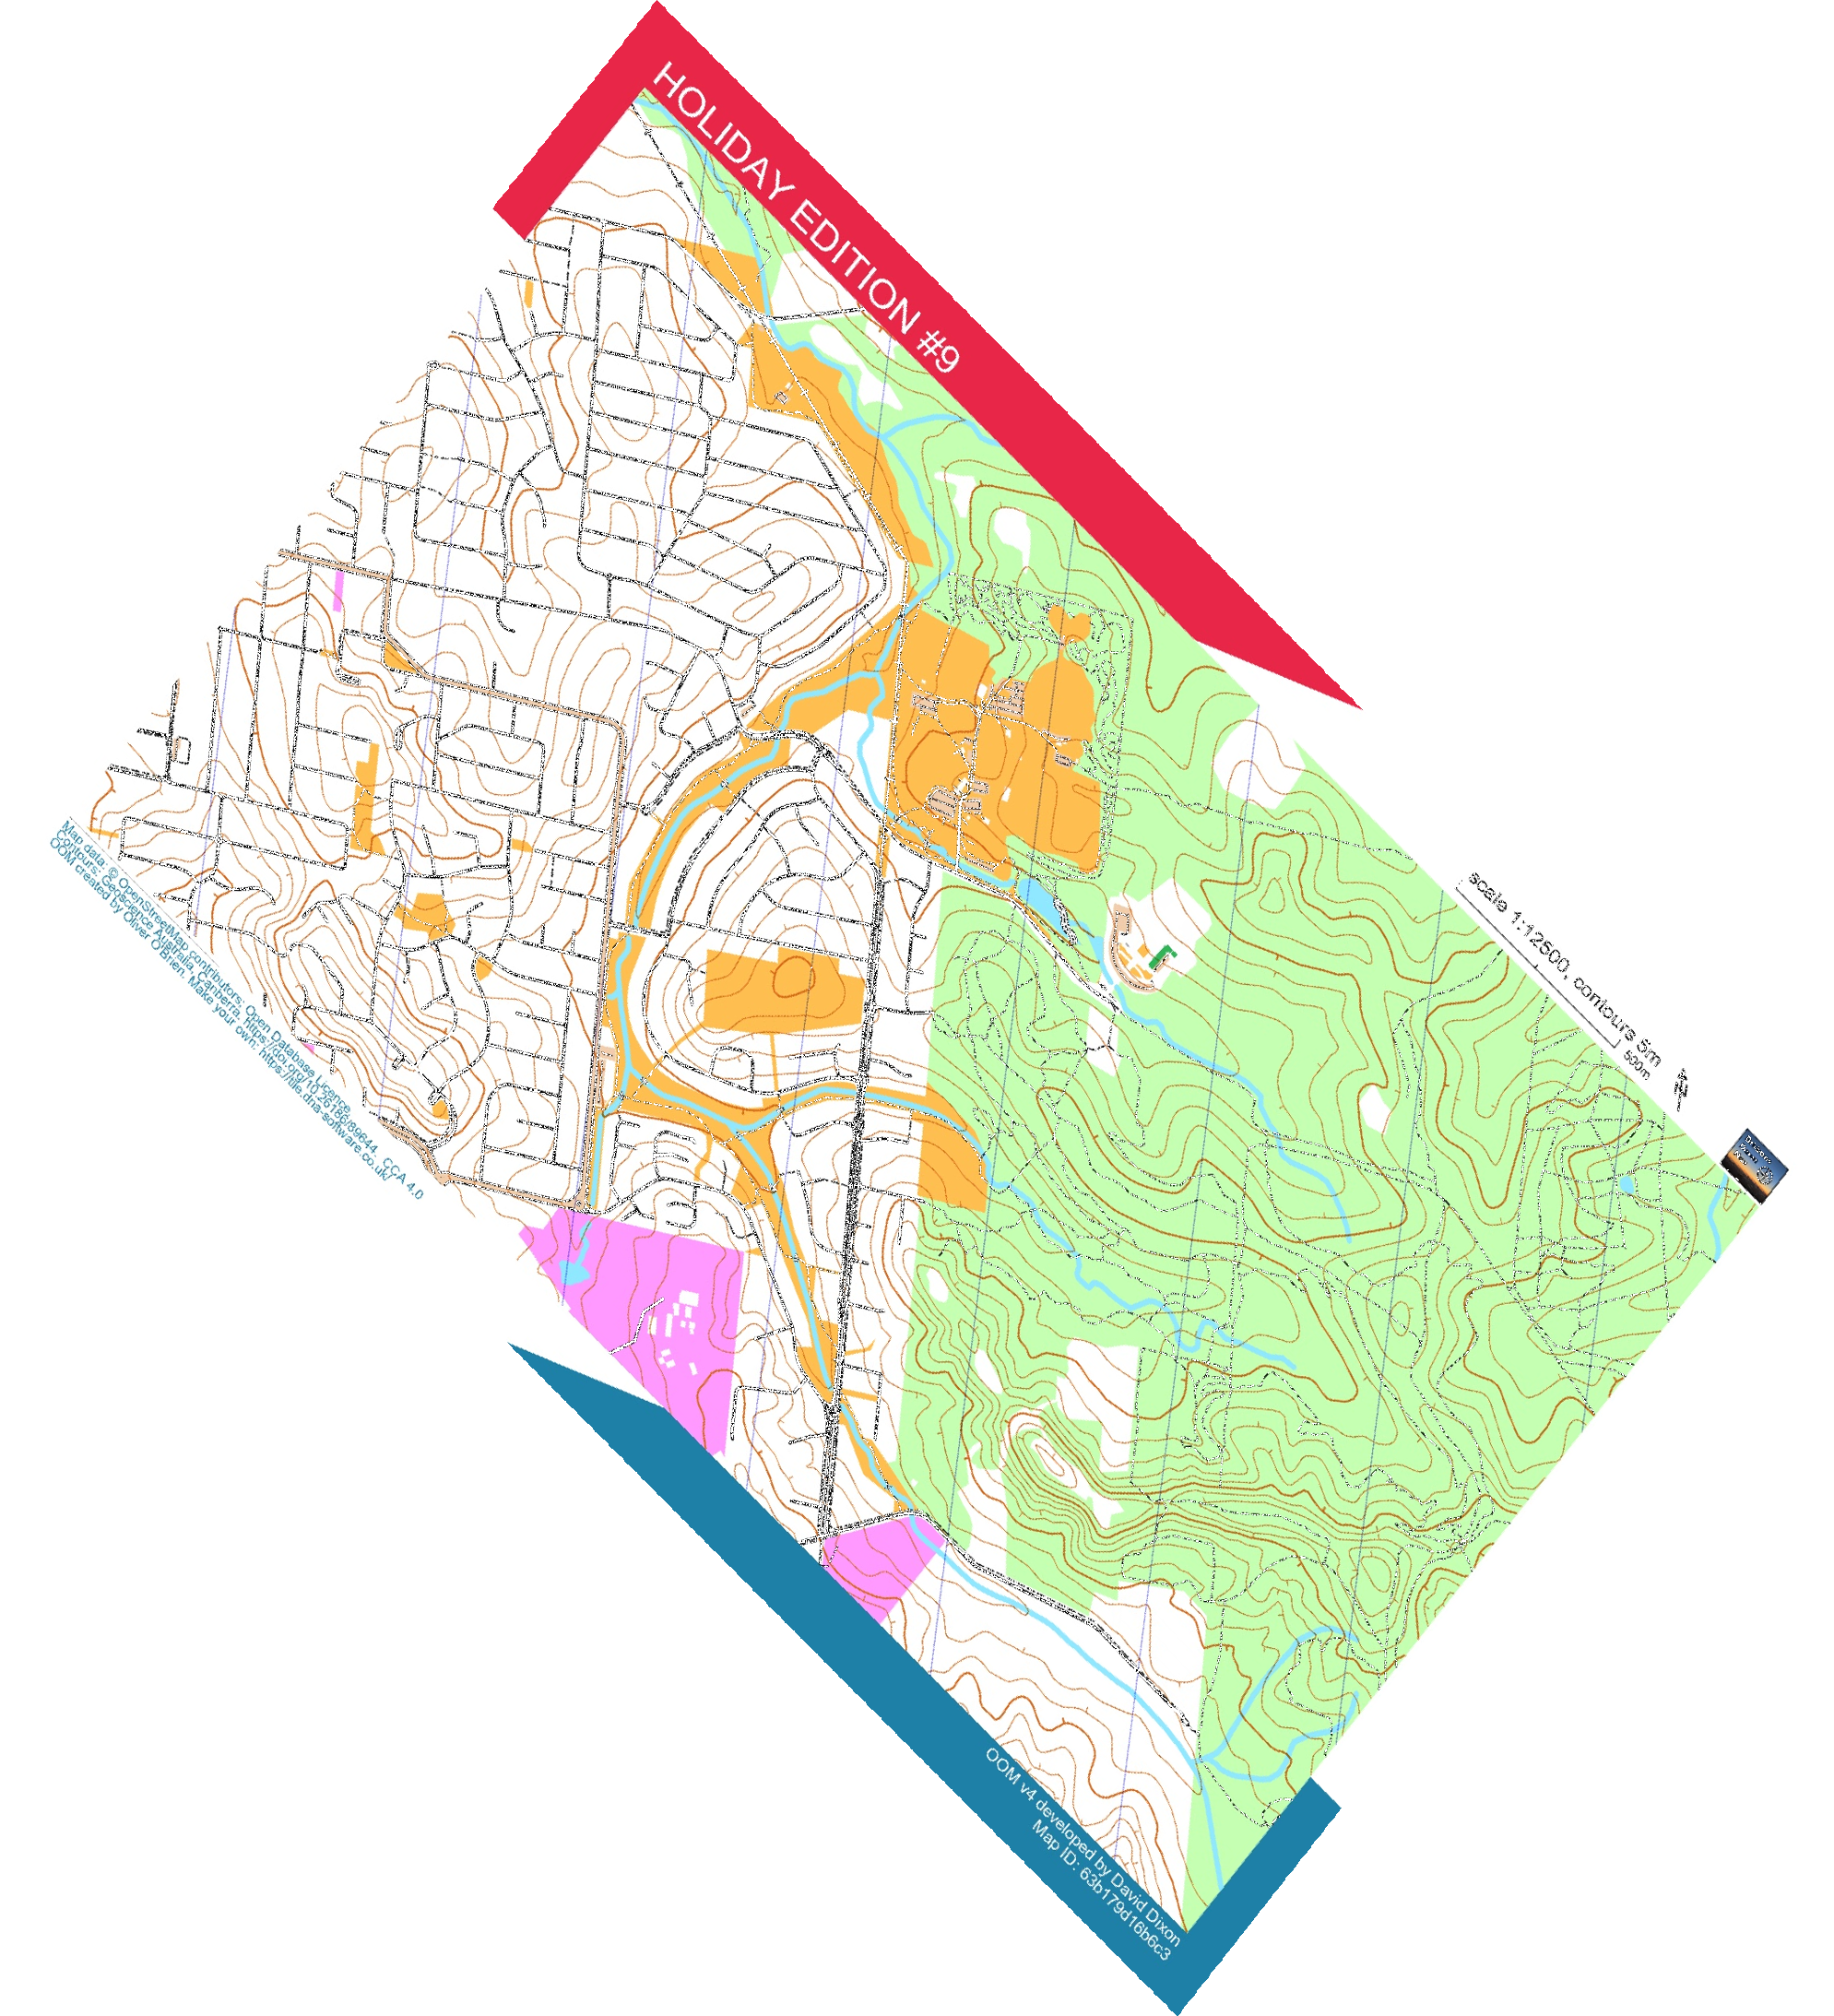 HOLIDAY EDITION #9
scale 1:12500, contours 5m
500m
Map data: © OpenStreetMap contributors: Open Database Licence.
Contours: GeoScience Australia, Canberra. https://doi.org/10.26186/89644 . CCA 4.0
OOM created by Oliver O'Brien. Make your own: https://tile.dna-software.co.uk/
OOM v4 developed by David Dixon
Map ID: 63b179d16b6c3